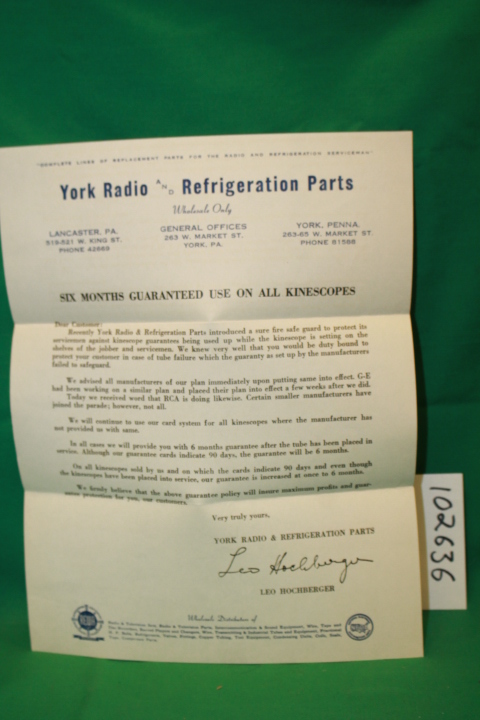 "COMPLETE LINES OF REPLACEMENT PARTS FOR THE RADIO AND REFRIGERATION SERVICEMAN"
York Radio AND Refrigeration Parts
Wholesale Only
LANCASTER, PA.
519-521 W. KING ST.
PHONE 42669
GENERAL OFFICES
263 W. MARKET ST.
YORK, PA.
YORK, PENNA.
263-65 W. MARKET ST.
PHONE 81588
SIX MONTHS GUARANTEED USE ON ALL KINESCOPES
Dear Customer:
Recently York Radio & Refrigeration Parts introduced a sure fire safe guard to protect its
servicemen against kinescope guarantees being used up while the kinescope is setting on the
shelves of the jobber and servicemen. We knew very well that you would be duty bound to
protect your customer in case of tube failure which the guaranty as set up by the manufacturers
failed to safeguard.
We advised all manufacturers of our plan immediately upon putting same into effect. G-E
had been working on a similar plan and placed their plan into effect a few weeks after we did.
Today we received word that RCA is doing likewise. Certain smaller manufacturers have
joined the parade; however, not all.
We will continue to use our card system for all kinescopes where the manufacturer has
not provided us with same.
In all cases we will provide you with 6 months guarantee after the tube has been placed in
service. Although our guarantee cards indicate 90 days, the guarantee will be 6 months.
On all kinescopes sold by us and on which the cards indicate 90 days and even though
the kinescopes have been placed into service, our guarantee is increased at once to 6 months.
We firmly believe that the above guarantee policy will insure maximum profits and guar-
antee protection for you, our customers.
Very truly yours,
YORK RADIO & REFRIGERATION PARTS
Leo Hochberger
LEO HOCHBERGER
Wholesale Distributors of
Radio & Television Sets, Radio & Television Parts, Intercommunication & Sound Equipment, Wire, Tape and
102636